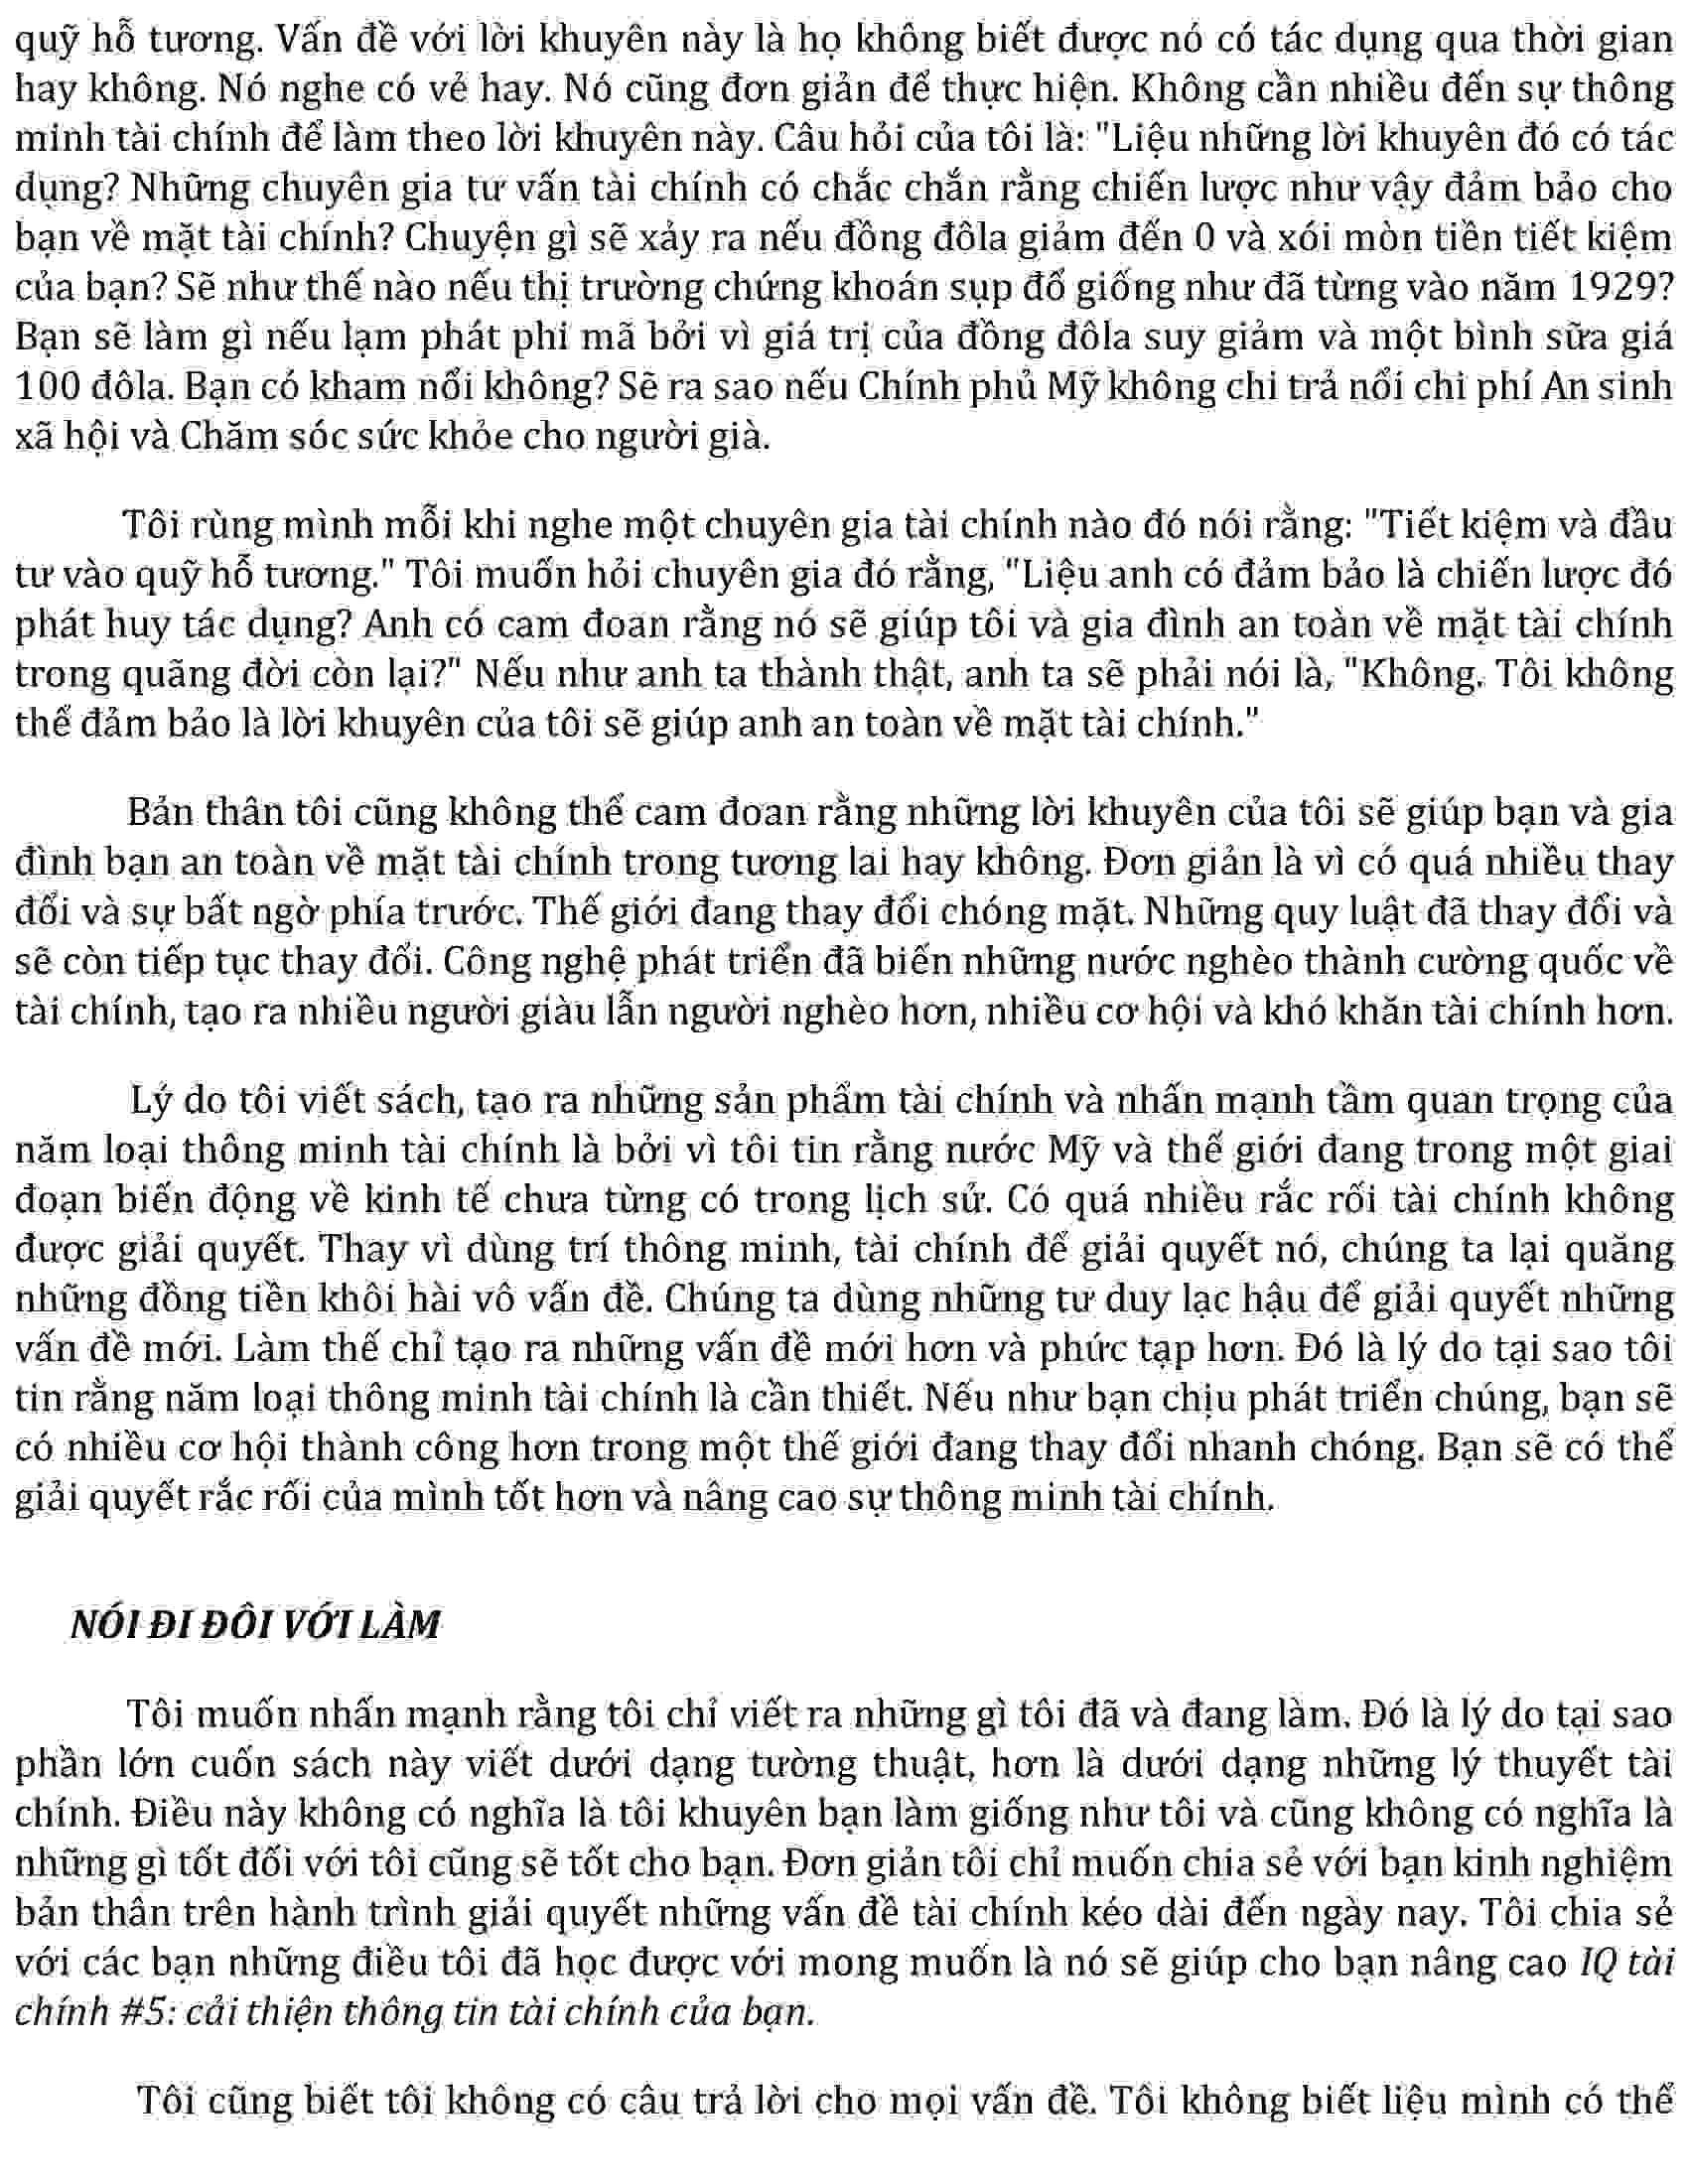 quỹ hỗ tương. Vấn đề với lời khuyên này là họ không biết được nó có tác dụng qua thời gian
hay không. Nó nghe có vẻ hay. Nó cũng đơn giản để thực hiện. Không cần nhiều đến sự thông
minh tài chính để làm theo lời khuyên này. Câu hỏi của tôi là: "Liệu những lời khuyên đó có tác
dụng? Những chuyên gia tư vấn tài chính có chắc chắn rằng chiến lược như vậy đảm bảo cho
bạn về mặt tài chính? Chuyện gì sẽ xảy ra nếu đồng đôla giảm đến 0 và xói mòn tiền tiết kiệm
của bạn? Sẽ như thế nào nếu thị trường chứng khoán sụp đổ giống như đã từng vào năm 1929?
Bạn sẽ làm gì nếu lạm phát phi mã bởi vì giá trị của đồng đôla suy giảm và một bình sữa giá
100 đôla. Bạn có kham nổi không? Sẽ ra sao nếu Chính phủ Mỹ không chi trả nổi chi phí An sinh
xã hội và Chăm sóc sức khỏe cho người già.
Tôi rùng mình mỗi khi nghe một chuyên gia tài chính nào đó nói rằng: "Tiết kiệm và đầu
tư vào quỹ hỗ tương." Tôi muốn hỏi chuyên gia đó rằng, "Liệu anh có đảm bảo là chiến lược đó
phát huy tác dụng? Anh có cam đoan rằng nó sẽ giúp tôi và gia đình an toàn về mặt tài chính
trong quãng đời còn lại?" Nếu như anh ta thành thật, anh ta sẽ phải nói là, "Không. Tôi không
thể đảm bảo là lời khuyên của tôi sẽ giúp anh an toàn về mặt tài chính."
Bản thân tôi cũng không thể cam đoan rằng những lời khuyên của tôi sẽ giúp bạn và gia
đình bạn an toàn về mặt tài chính trong tương lai hay không. Đơn giản là vì có quá nhiều thay
đổi và sự bất ngờ phía trước. Thế giới đang thay đổi chóng mặt. Những quy luật đã thay đổi và
sẽ còn tiếp tục thay đổi. Công nghệ phát triển đã biến những nước nghèo thành cường quốc về
tài chính, tạo ra nhiều người giàu lẫn người nghèo hơn, nhiều cơ hội và khó khăn tài chính hơn.
Lý do tôi viết sách, tạo ra những sản phẩm tài chính và nhấn mạnh tầm quan trọng của
năm loại thông minh tài chính là bởi vì tôi tin rằng nước Mỹ và thế giới đang trong một giai
đoạn biến động về kinh tế chưa từng có trong lịch sử. Có quá nhiều rắc rối tài chính không
được giải quyết. Thay vì dùng trí thông minh, tài chính để giải quyết nó, chúng ta lại quăng
những đồng tiền khôi hài vô vấn đề. Chúng ta dùng những tư duy lạc hậu để giải quyết những
vấn đề mới. Làm thế chỉ tạo ra những vấn đề mới hơn và phức tạp hơn. Đó là lý do tại sao tôi
tin rằng năm loại thông minh tài chính là cần thiết. Nếu như bạn chịu phát triển chúng, bạn sẽ
có nhiều cơ hội thành công hơn trong một thế giới đang thay đổi nhanh chóng. Bạn sẽ có thể
giải quyết rắc rối của mình tốt hơn và nâng cao sự thông minh tài chính.
NÓI ĐI ĐÔI VỚI LÀM
Tôi muốn nhấn mạnh rằng tôi chỉ viết ra những gì tôi đã và đang làm. Đó là lý do tại sao
phần lớn cuốn sách này viết dưới dạng tường thuật, hơn là dưới dạng những lý thuyết tài
chính. Điều này không có nghĩa là tôi khuyên bạn làm giống như tôi và cũng không có nghĩa là
những gì tốt đối với tôi cũng sẽ tốt cho bạn. Đơn giản tôi chỉ muốn chia sẻ với bạn kinh nghiệm
bản thân trên hành trình giải quyết những vấn đề tài chính kéo dài đến ngày nay. Tôi chia sẻ
với các bạn những điều tôi đã học được với mong muốn là nó sẽ giúp cho bạn nâng cao IQ tài
chính #5: cải thiện thông tin tài chính của bạn.
Tôi cũng biết tôi không có câu trả lời cho mọi vấn đề. Tôi không biết liệu mình có thể